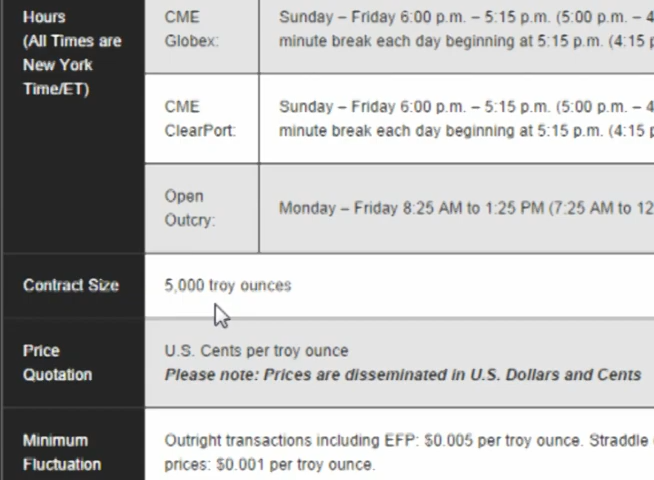 Hours
(All Times are
New York
Time/ET)
CME
Globex:
Sunday – Friday 6:00 p.m. – 5:15 p.m. (5:00 p.m. – 4
minute break each day beginning at 5:15 p.m. (4:15 p
CME
ClearPort:
Sunday – Friday 6:00 p.m. – 5:15 p.m. (5:00 p.m. – 4
minute break each day beginning at 5:15 p.m. (4:15 p
Open
Outcry:
Monday – Friday 8:25 AM to 1:25 PM (7:25 AM to 12
Contract Size
5,000 troy ounces
Price
Quotation
U.S. Cents per troy ounce
Please note: Prices are disseminated in U.S. Dollars and Cents
Minimum
Fluctuation
Outright transactions including EFP: $0.005 per troy ounce. Straddle
prices: $0.001 per troy ounce.